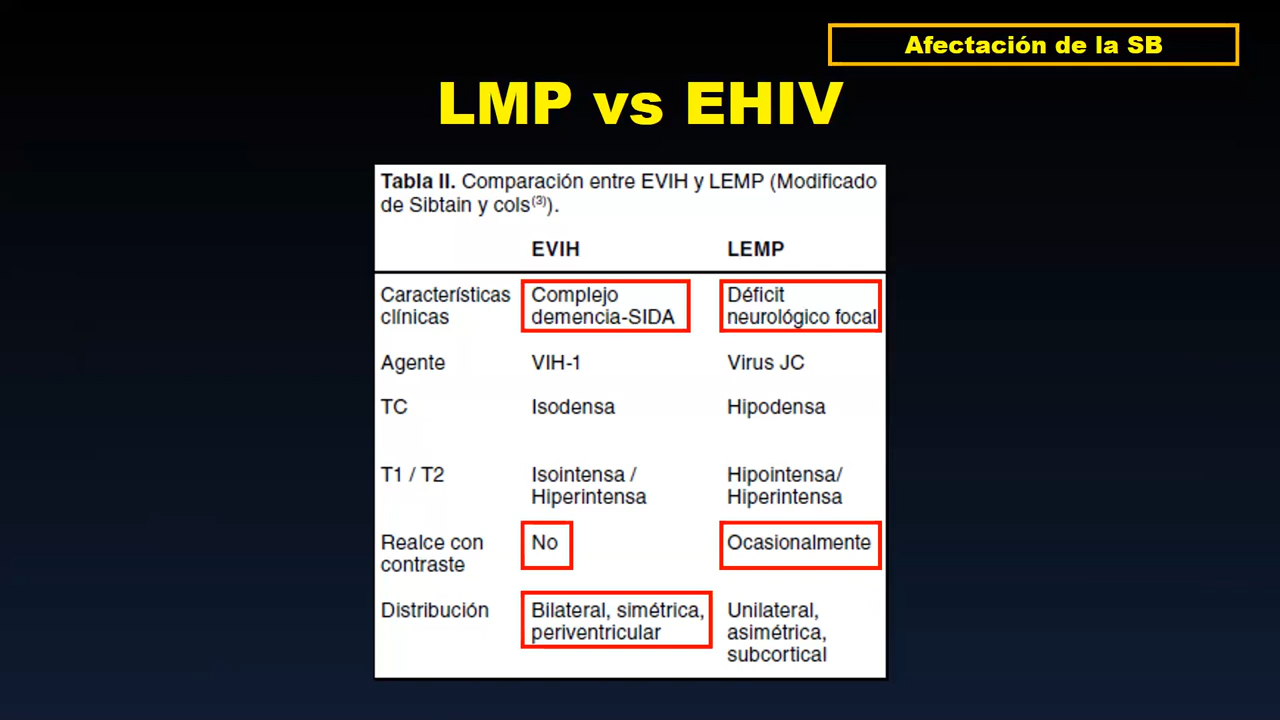 Afectación de la SB
LMP vs EHIV
Tabla II. Comparación entre EVIH y LEMP (Modificado
de Sibtain y cols(3)).
EVIH LEMP
Características Complejo Déficit
clínicas demencia-SIDA neurológico focal
Agente VIH-1 Virus JC
TC Isodensa Hipodensa
T1 / T2 Isointensa / Hipointensa/
Hiperintensa Hiperintensa
Realce con No Ocasionalmente
contraste
Distribución Bilateral, simétrica, Unilateral,
periventricular asimétrica,
subcortical